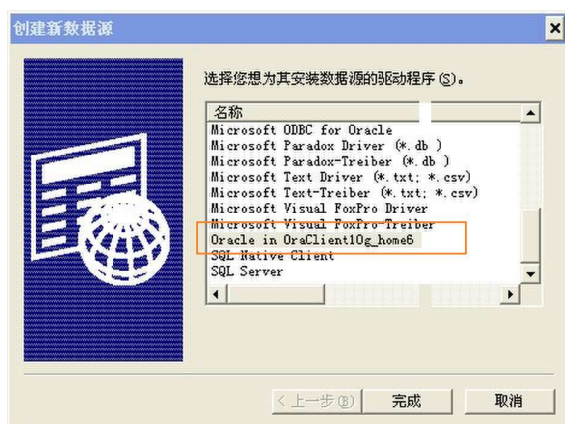 创建新数据源
选择您想为其安装数据源的驱动程序(S)。
名称
Microsoft ODBC for Oracle
Microsoft Paradox Driver (*.db )
Microsoft Paradox-Treiber (*.db )
Microsoft Text Driver (*.txt; *.csv)
Microsoft Text-Treiber (*.txt; *.csv)
Microsoft Visual FoxPro Driver
Microsoft Visual FoxPro-Treiber
Oracle in OraClient10g_home6
SQL Native Client
SQL Server
<上一步(B)
完成
取消